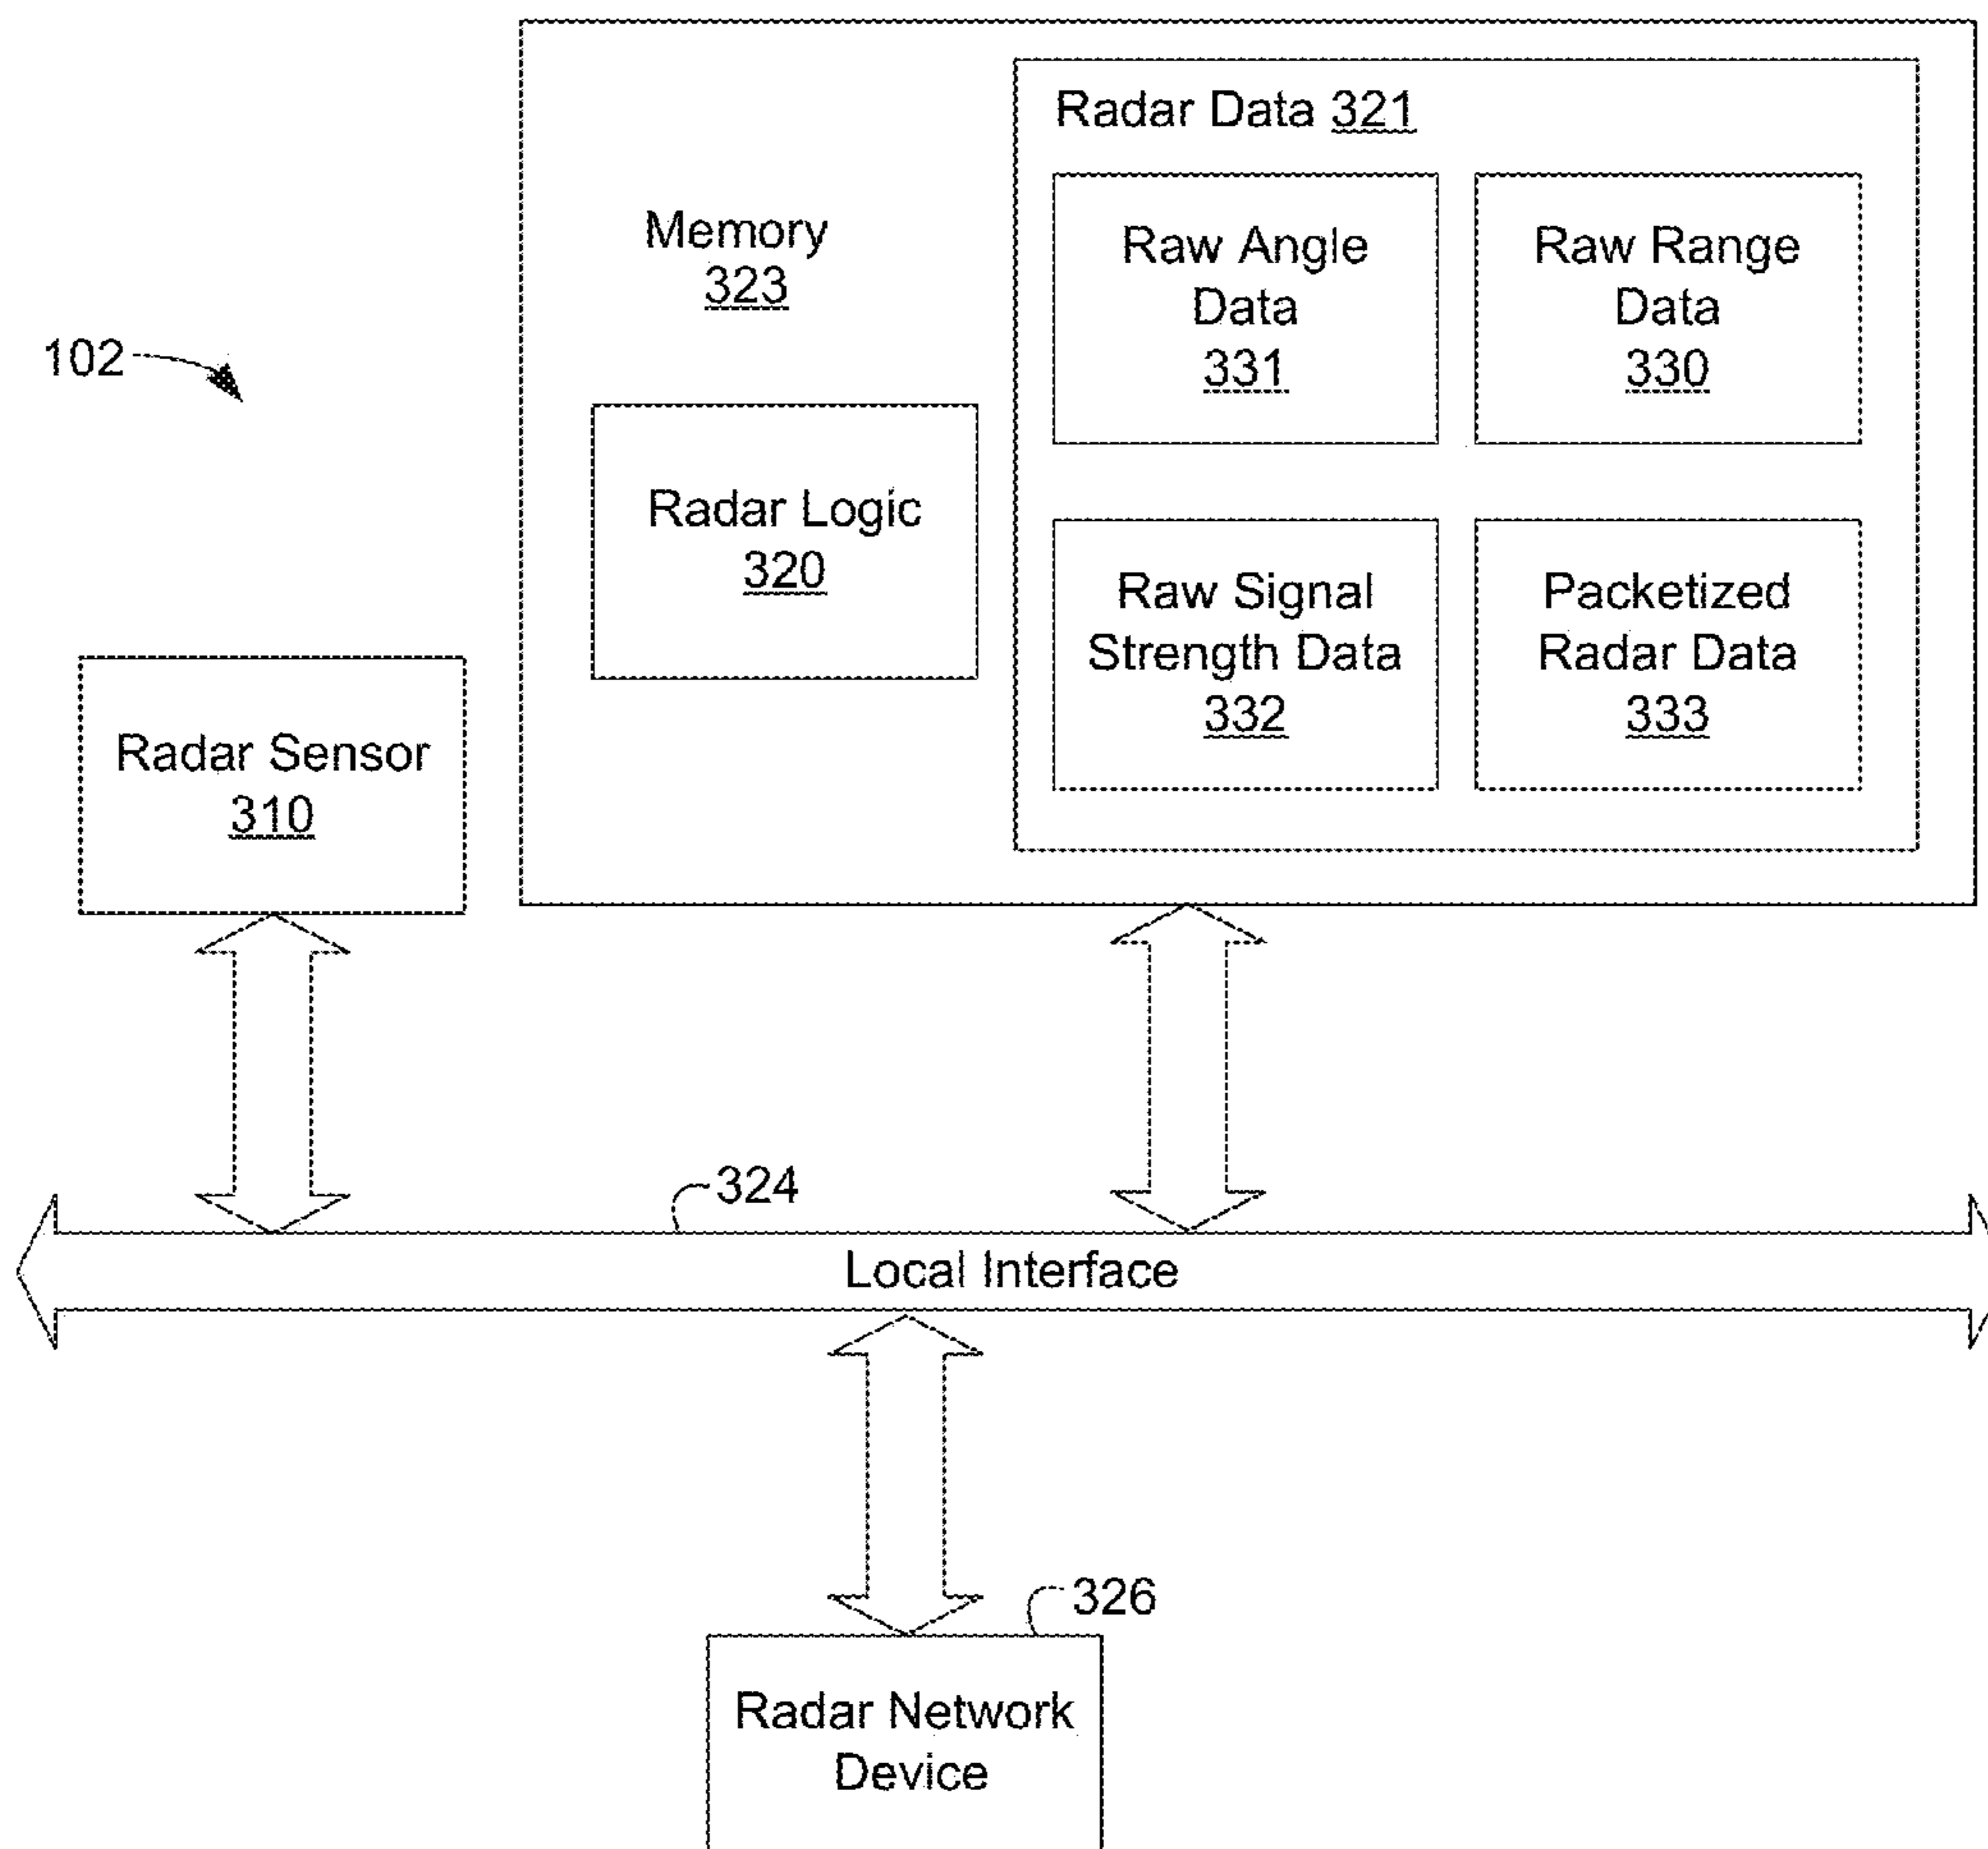 Radar Data 321
Memory
323
Raw Angle
Data
331
Raw Range
Data
330
102
Radar Logic
320
Raw Signal
Strength Data
332
Packetized
Radar Data
333
Radar Sensor
310
324
Local Interface
326
Radar Network
Device